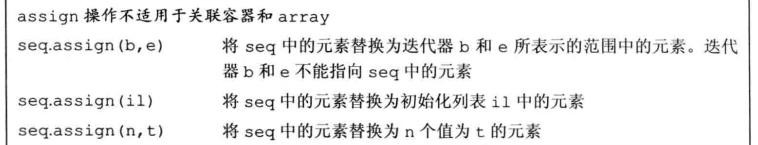 assign 操作不适用于关联容器和 array
seq.assign(b,e) 将 seq 中的元素替换为迭代器 b 和 e 所表示的范围中的元素。迭代
器 b 和 e 不能指向 seq 中的元素
seq.assign(il) 将 seq 中的元素替换为初始化列表 il 中的元素
seq.assign(n,t) 将 seq 中的元素替换为 n 个值为 t 的元素